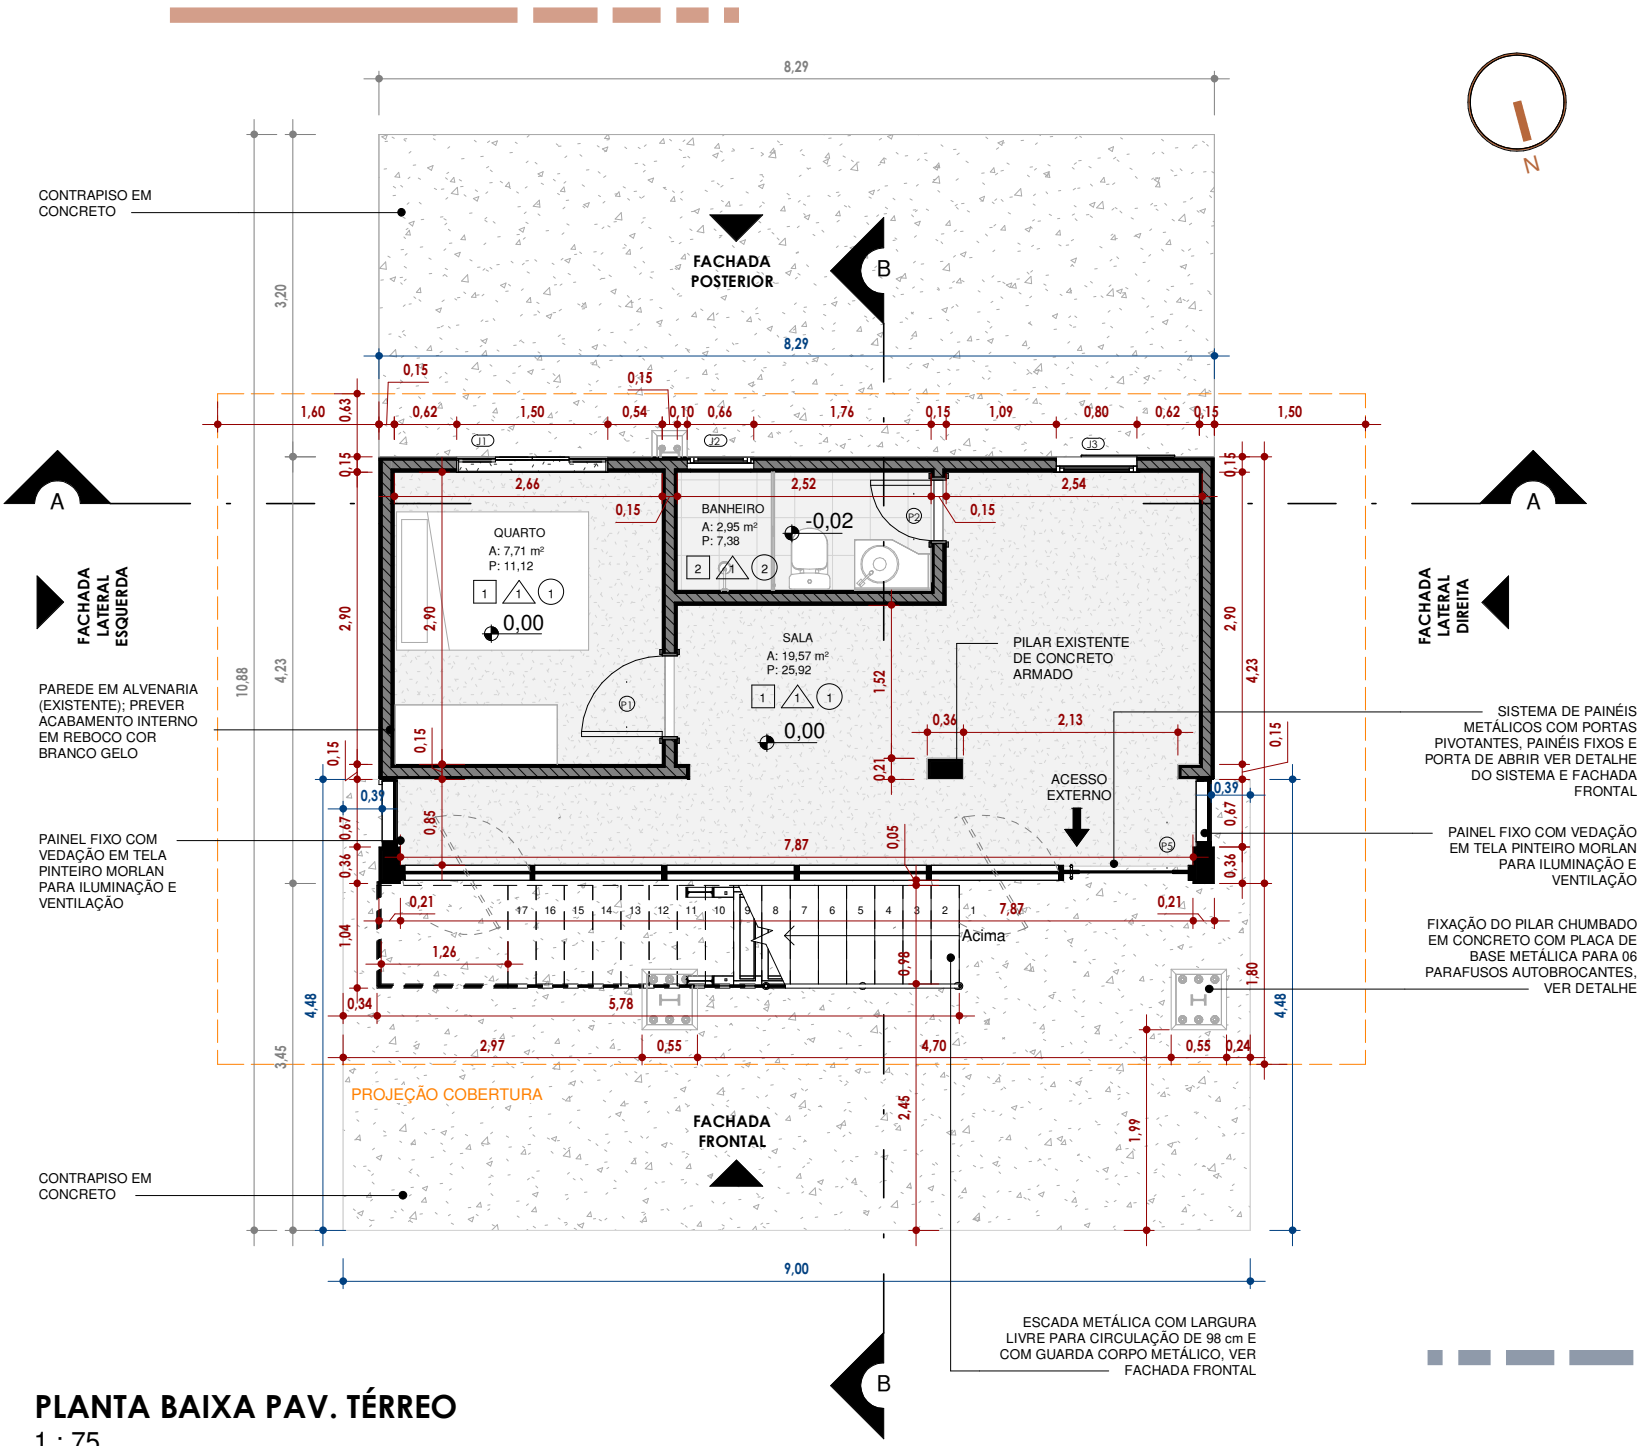 8,29
N
CONTRAPISO EM
CONCRETO
FACHADA
POSTERIOR
B
3,20
8,29
0,15
0,15
1,60
0,63
0,62
1,50
0,54
0,10
0,66
1,76
0,15
1,09
0,80
0,62
0,15
1,50
J1
J2
J3
0,15
0,15
A
A
2,66
2,52
2,54
0,15
0,15
QUARTO
A: 7,71 m²
P: 11,12
1
1
1
0,00
BANHEIRO
A: 2,95 m²
P: 7,38
-0,02
2
1
2
P2
FACHADA
LATERAL
ESQUERDA
FACHADA
LATERAL
DIREITA
2,90
2,90
2,90
4,23
4,23
10,88
SALA
A: 19,57 m²
P: 25,92
1
1
1
0,00
1,52
PILAR EXISTENTE
DE CONCRETO
ARMADO
P1
PAREDE EM ALVENARIA
(EXISTENTE); PREVER
ACABAMENTO INTERNO
EM REBOCO COR
BRANCO GELO
0,36
2,13
SISTEMA DE PAINÉIS
METÁLICOS COM PORTAS
PIVOTANTES, PAINÉIS FIXOS E
PORTA DE ABRIR VER DETALHE
DO SISTEMA E FACHADA
FRONTAL
0,15
0,15
0,15
0,21
ACESSO
EXTERNO
0,39
0,39
0,67
0,85
0,05
0,67
7,87
P5
0,36
0,36
PAINEL FIXO COM
VEDAÇÃO EM TELA
PINTEIRO MORLAN
PARA ILUMINAÇÃO E
VENTILAÇÃO
PAINEL FIXO COM VEDAÇÃO
EM TELA PINTEIRO MORLAN
PARA ILUMINAÇÃO E
VENTILAÇÃO
0,21
17
16
15
14
13
12
11
10
9
8
7
6
5
4
3
2
1
7,87
0,21
Acima
1,04
1,26
0,98
1,80
FIXAÇÃO DO PILAR CHUMBADO
EM CONCRETO COM PLACA DE
BASE METÁLICA PARA 06
PARAFUSOS AUTOBROCANTES,
VER DETALHE
4,48
0,34
5,78
4,48
3,45
2,97
0,55
4,70
0,55
0,24
PROJEÇÃO COBERTURA
2,45
1,99
FACHADA
FRONTAL
CONTRAPISO EM
CONCRETO
9,00
ESCADA METÁLICA COM LARGURA
LIVRE PARA CIRCULAÇÃO DE 98 cm E
COM GUARDA CORPO METÁLICO, VER
FACHADA FRONTAL
B
PLANTA BAIXA PAV. TÉRREO
1 : 75